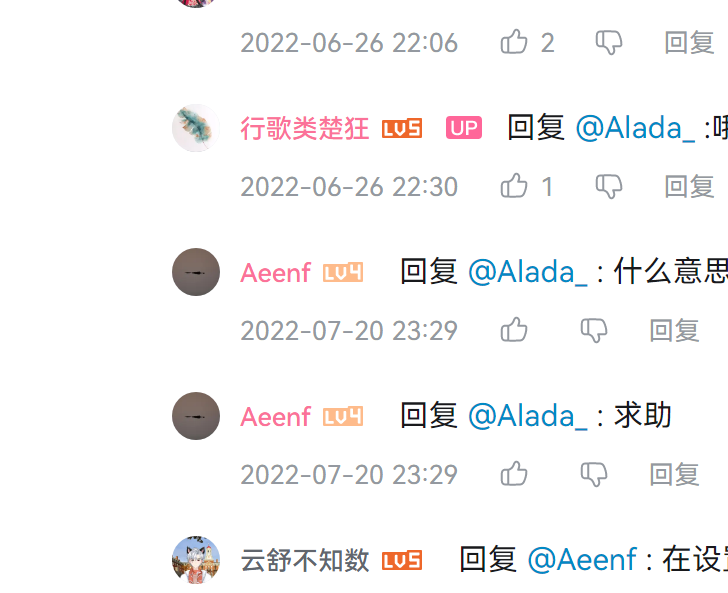 2022-06-26 22:06 2 回复
行歌类楚狂 LV5 UP 回复 @Alada_ :哦
2022-06-26 22:30 1 回复
Aeenf LV4 回复 @Alada_ : 什么意思
2022-07-20 23:29 回复
Aeenf LV4 回复 @Alada_ : 求助
2022-07-20 23:29 回复
云舒不知数 LV5 回复 @Aeenf : 在设置